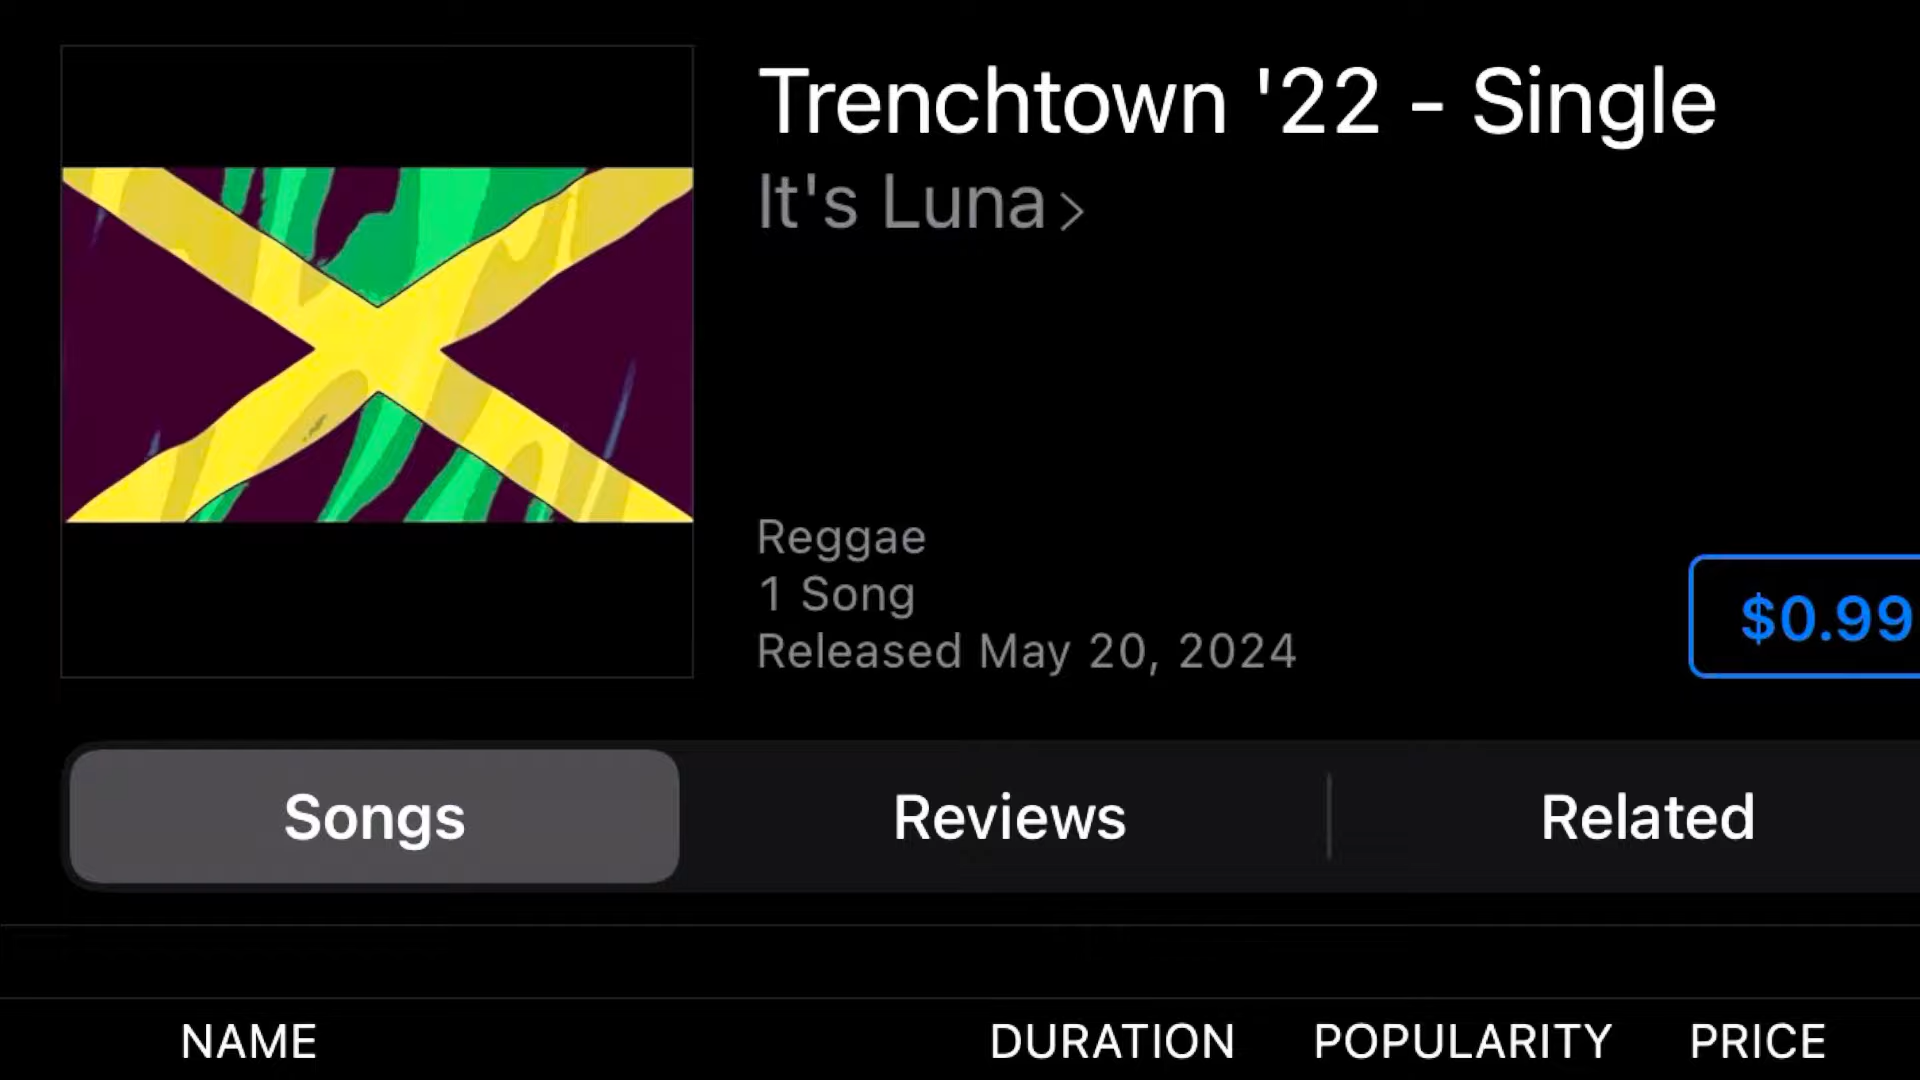 Trenchtown '22 - Single
It's Luna >
Reggae
1 Song
Released May 20, 2024
$0.99
Songs
Reviews
Related
NAME
DURATION
POPULARITY
PRICE